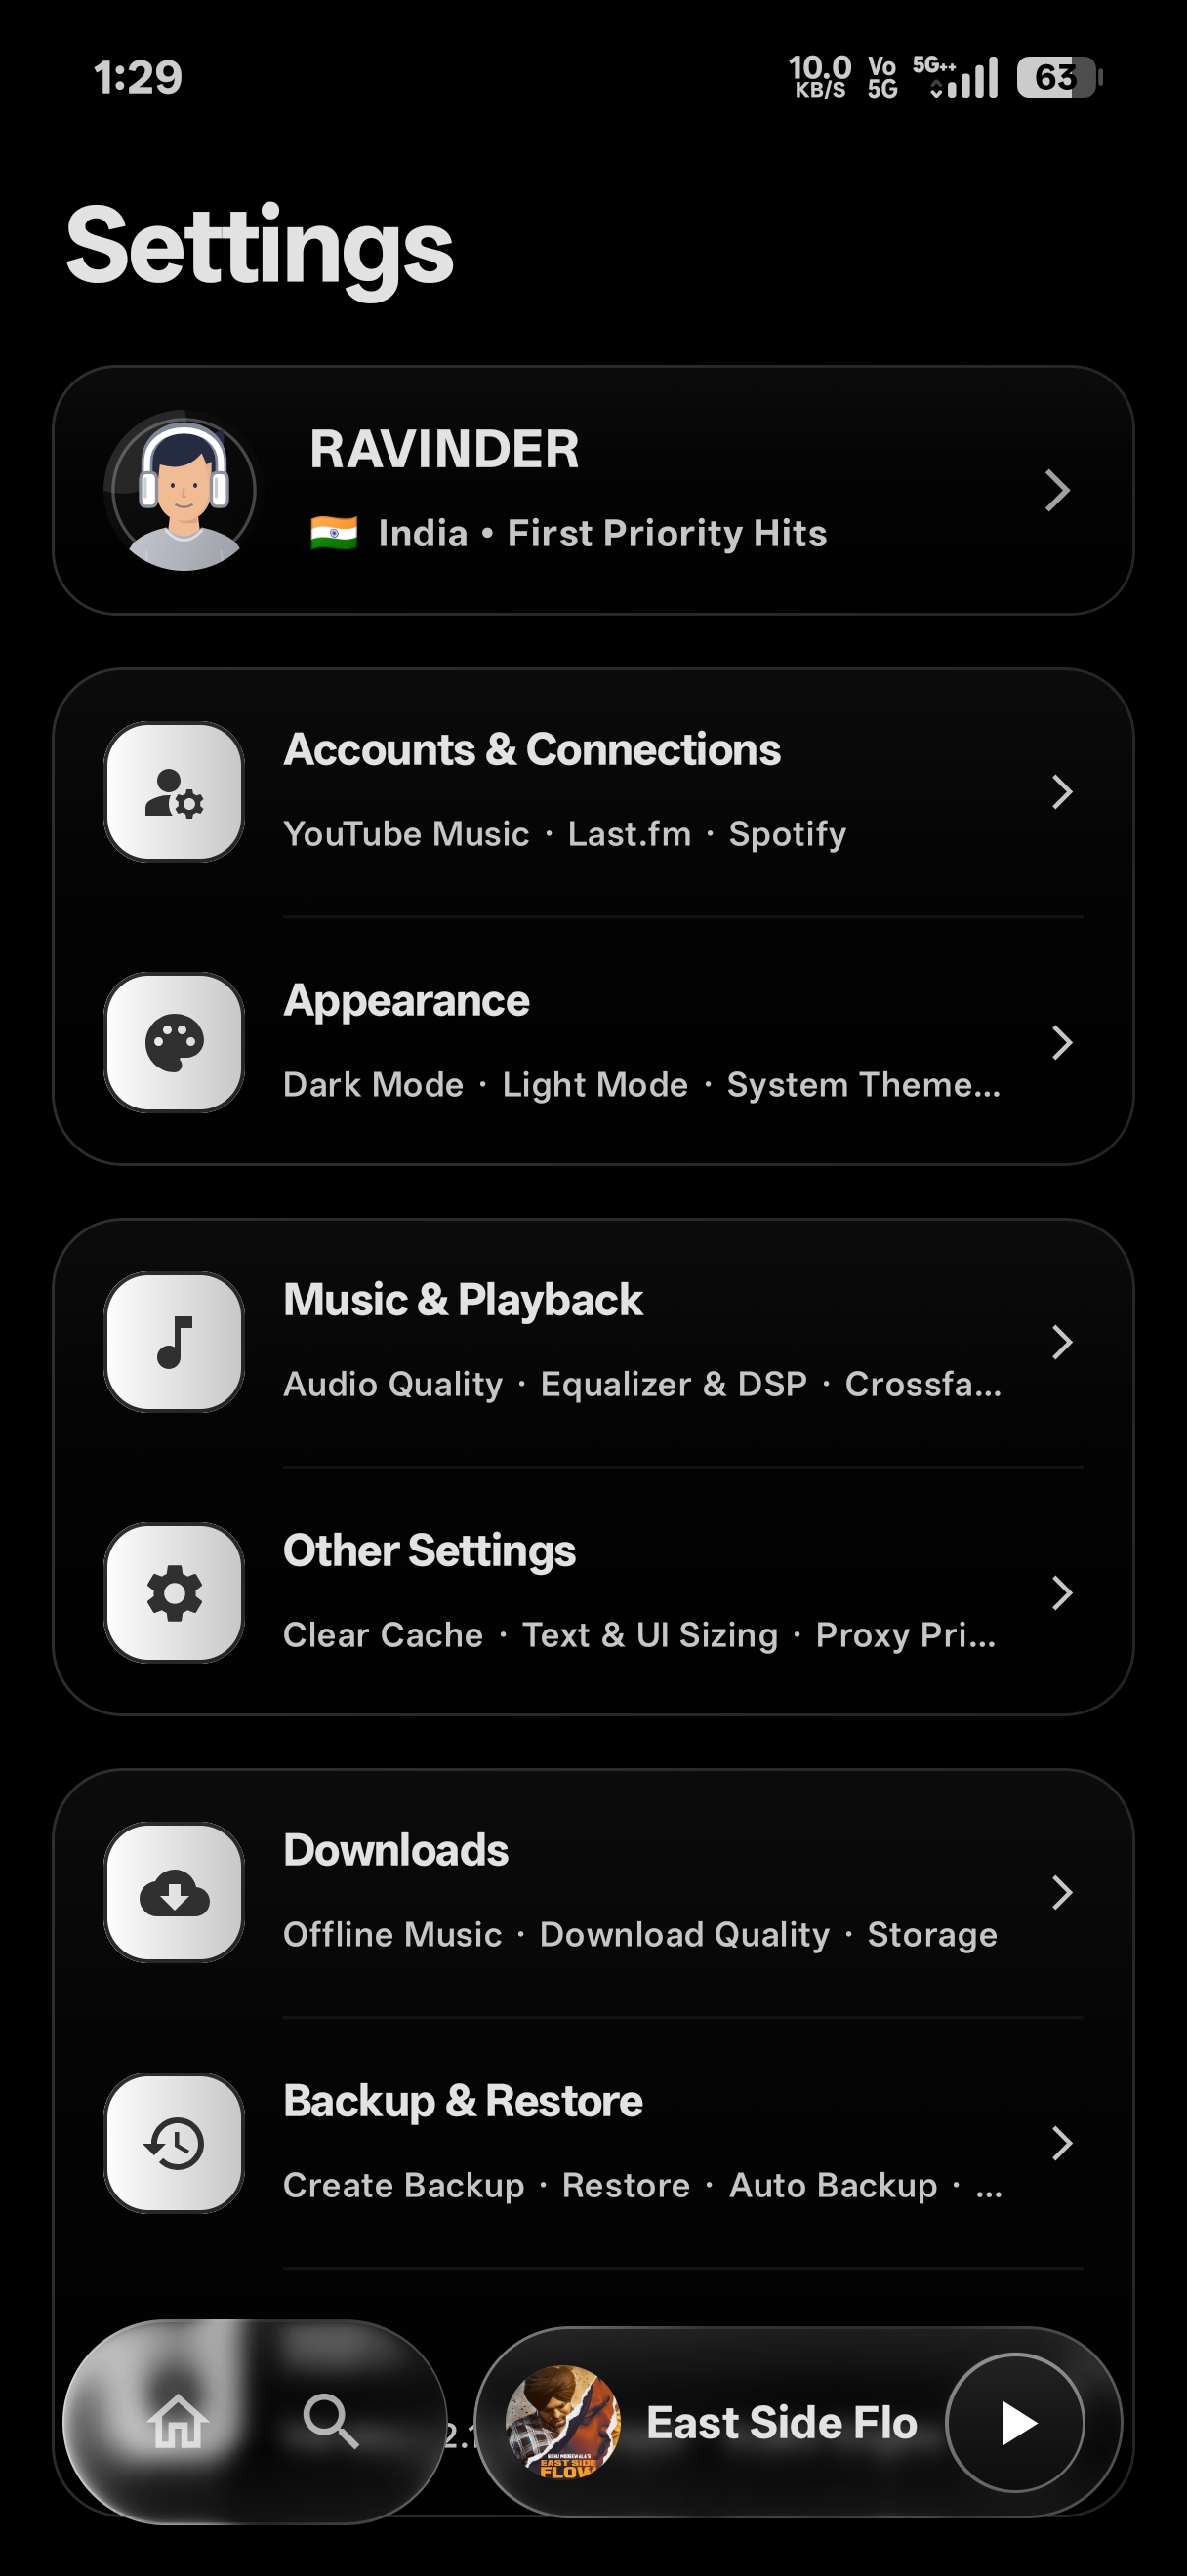 1:29
10.0 KB/S Vo 5G 5G++ 63
Settings
RAVINDER
🇮🇳 India • First Priority Hits
Accounts & Connections
YouTube Music · Last.fm · Spotify
Appearance
Dark Mode · Light Mode · System Theme...
Music & Playback
Audio Quality · Equalizer & DSP · Crossfa...
Other Settings
Clear Cache · Text & UI Sizing · Proxy Pri...
Downloads
Offline Music · Download Quality · Storage
Backup & Restore
Create Backup · Restore · Auto Backup · ...
East Side Flo
EAST SIDE
FLOW